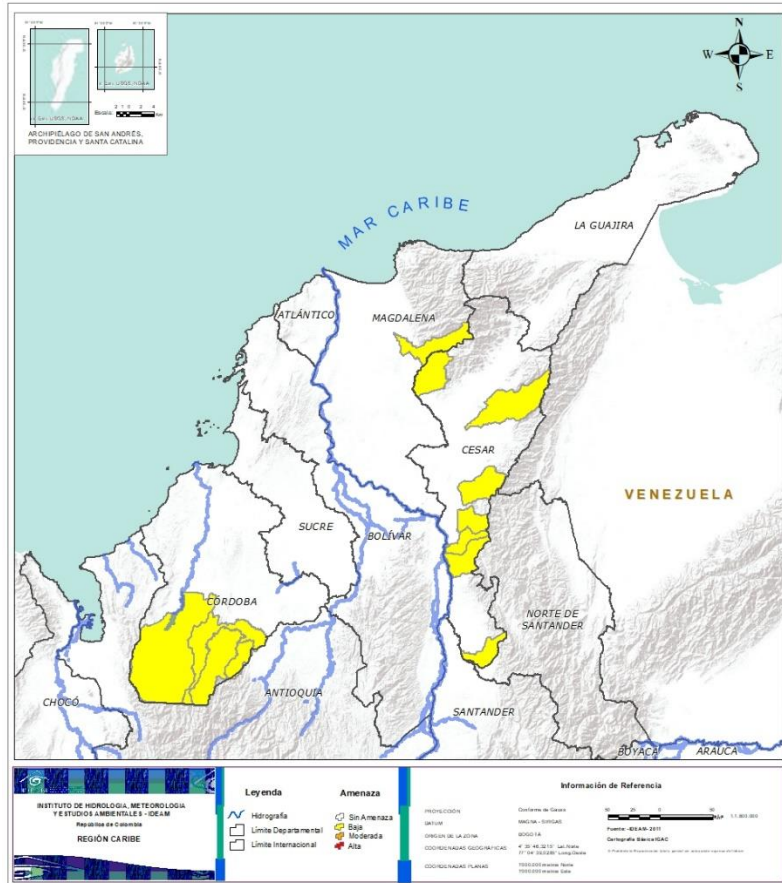 N
W E
S
ARCHIPIÉLAGO DE SAN ANDRÉS,
PROVIDENCIA Y SANTA CATALINA
MAR CARIBE
LA GUAJIRA
ATLÁNTICO
MAGDALENA
CESAR
VENEZUELA
SUCRE
BOLÍVAR
CÓRDOBA
NORTE DE
SANTANDER
ANTIOQUIA
CHOCÓ
SANTANDER
BOYACÁ
ARAUCA
INSTITUTO DE HIDROLOGIA, METEOROLOGIA
Y ESTUDIOS AMBIENTALES - IDEAM
República de Colombia
REGIÓN CARIBE
Leyenda
Hidrografía
Límite Departamental
Límite Internacional
Amenaza
Sin Amenaza
Baja
Moderada
Alta
Información de Referencia
PROYECCIÓN
Conforme de Gauss
DATUM
MAGNA - SIRGAS
ORIGEN DE LA ZONA
BOGOTÁ
COORDENADAS GEOGRÁFICAS
COORDENADAS PLANAS
Fuente: -IDEAM- 2011
Cartografía Básica IGAC